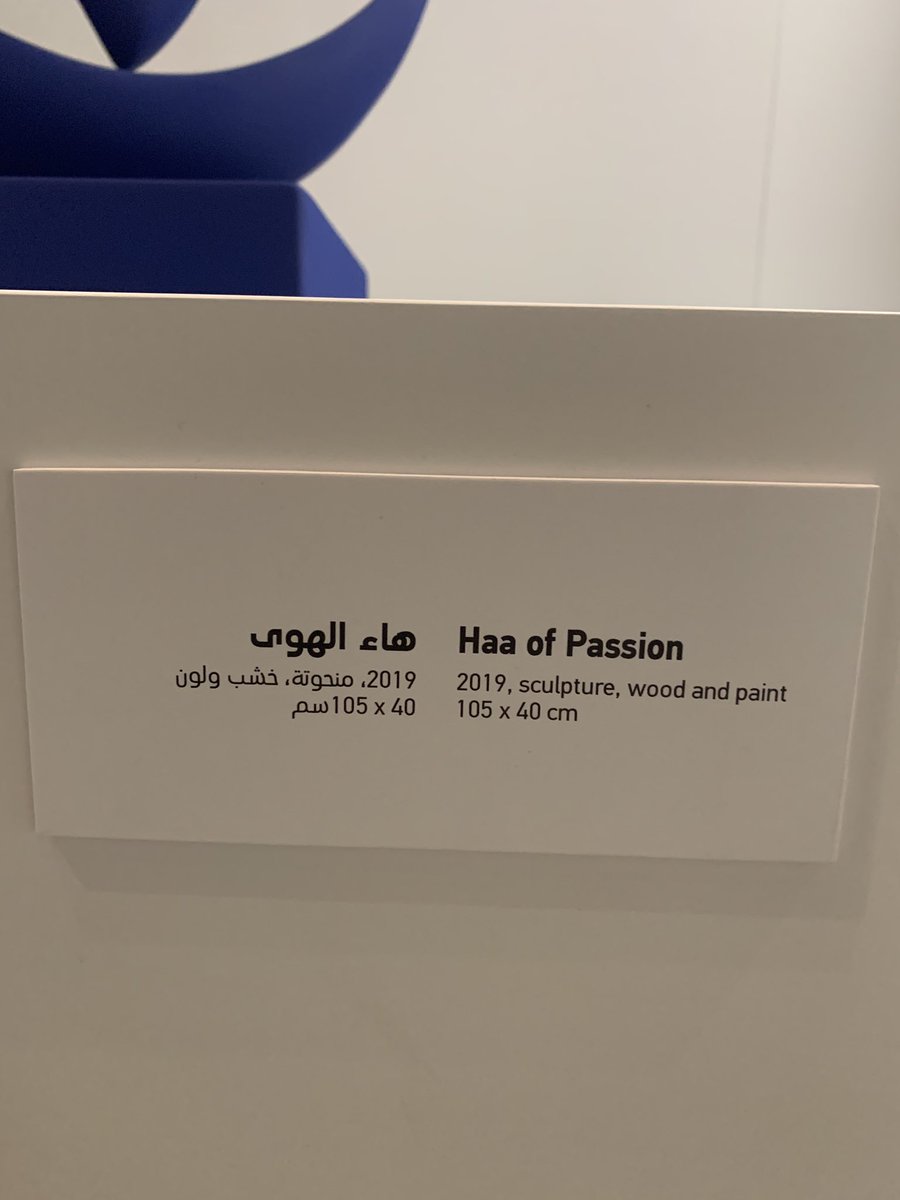 هاء الهوى
2019، منحوتة، خشب ولون
105 x 40سم
Haa of Passion
2019, sculpture, wood and paint
105 x 40 cm